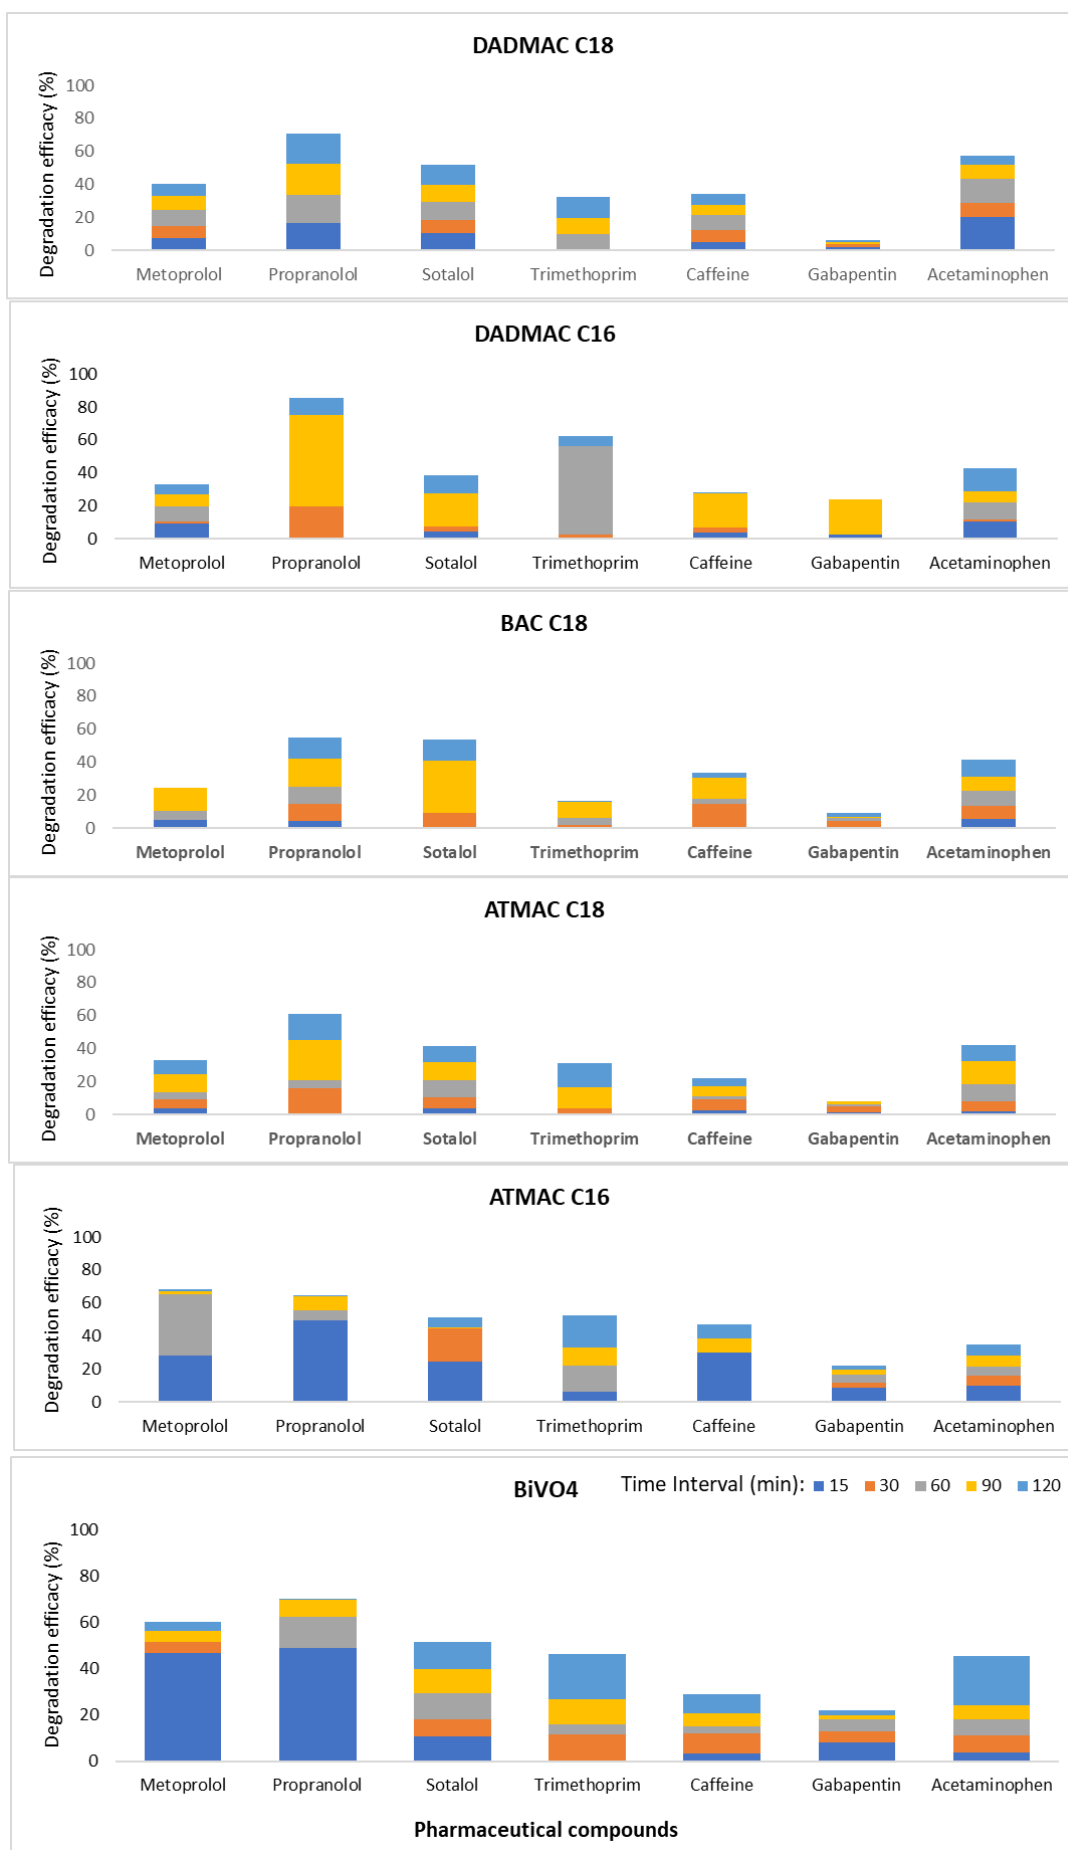 DADMAC C18
Degradation efficacy (%)
100
80
60
40
20
0
Metoprolol Propranolol Sotalol Trimethoprim Caffeine Gabapentin Acetaminophen
DADMAC C16
Degradation efficacy (%)
100
80
60
40
20
0
Metoprolol Propranolol Sotalol Trimethoprim Caffeine Gabapentin Acetaminophen
BAC C18
Degradation efficacy (%)
100
80
60
40
20
0
Metoprolol Propranolol Sotalol Trimethoprim Caffeine Gabapentin Acetaminophen
ATMAC C18
Degradation efficacy (%)
100
80
60
40
20
0
Metoprolol Propranolol Sotalol Trimethoprim Caffeine Gabapentin Acetaminophen
ATMAC C16
Degradation efficacy (%)
100
80
60
40
20
0
Metoprolol Propranolol Sotalol Trimethoprim Caffeine Gabapentin Acetaminophen
BiVO4
Time Interval (min): 15 30 60 90 120
Degradation efficacy (%)
100
80
60
40
20
0
Metoprolol Propranolol Sotalol Trimethoprim Caffeine Gabapentin Acetaminophen
Pharmaceutical compounds